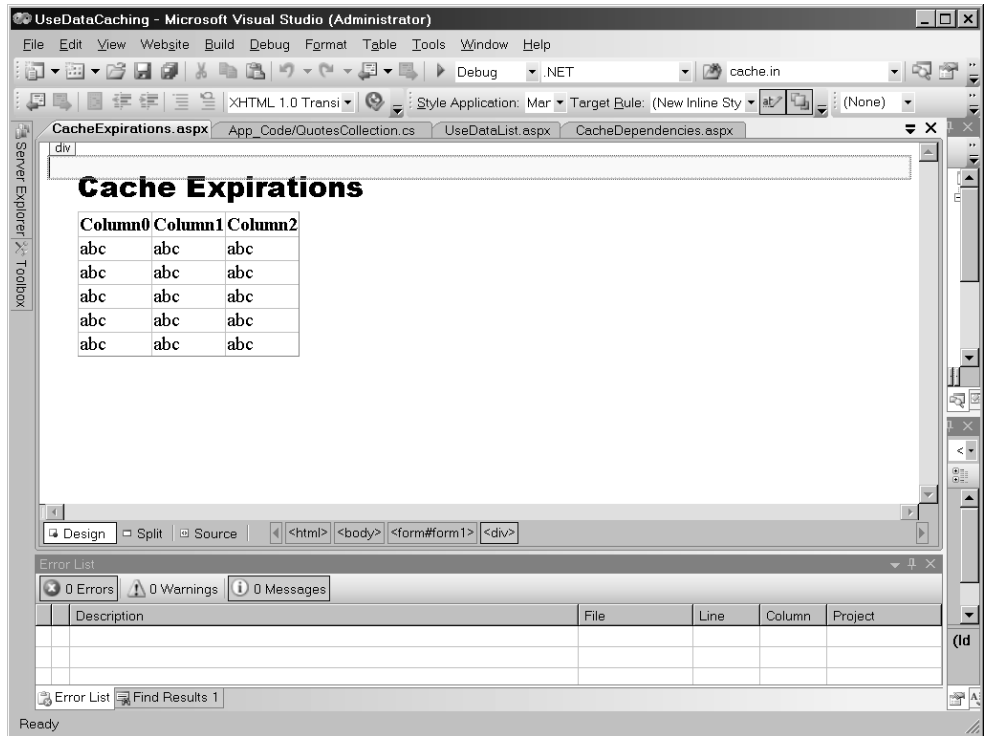 UseDataCaching - Microsoft Visual Studio (Administrator)
File Edit View Website Build Debug Format Table Tools Window Help
Debug .NET cache.in
XHTML 1.0 Transi Style Application: Mar Target Rule: (New Inline Sty ab/ (None)
CacheExpirations.aspx App_Code/QuotesCollection.cs UseDataList.aspx CacheDependencies.aspx
Server Explorer
Toolbox
div
Cache Expirations
Column0 Column1 Column2
abc abc abc
abc abc abc
abc abc abc
abc abc abc
abc abc abc
Design Split Source <html> <body> <form#form1> <div>
Error List
0 Errors 0 Warnings 0 Messages
Description File Line Column Project
(Id
Error List Find Results 1
Ready